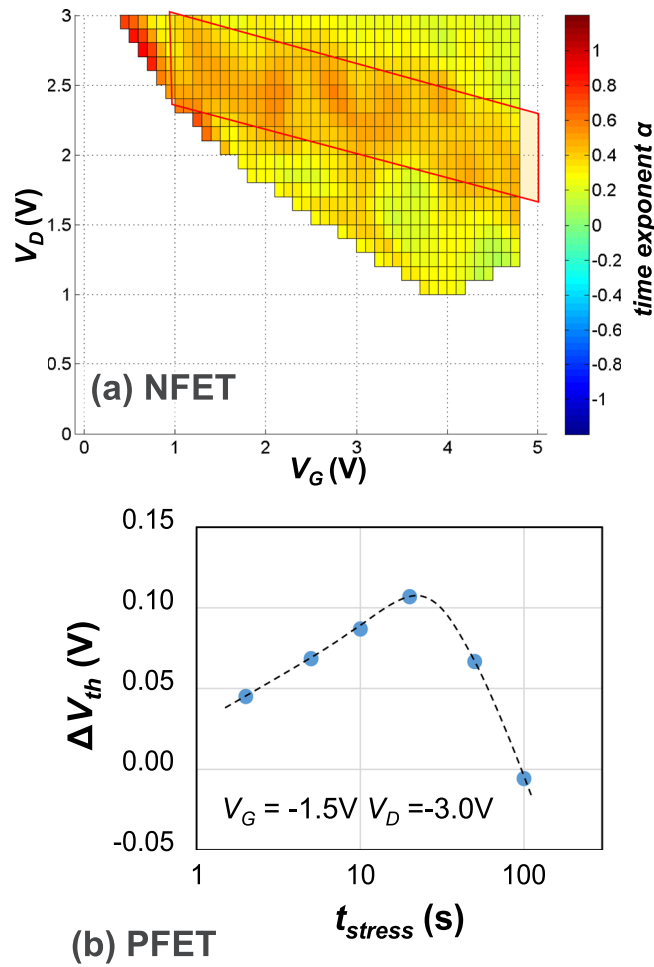 3
2.5
2
1.5
1
0.5
0
V_D (V)
(a) NFET
0 1 2 3 4 5
V_G (V)
1
0.8
0.6
0.4
0.2
0
-0.2
-0.4
-0.6
-0.8
-1
time exponent α
0.15
0.10
0.05
0.00
-0.05
ΔV_th (V)
V_G = -1.5V V_D =-3.0V
1 10 100
t_stress (s)
(b) PFET